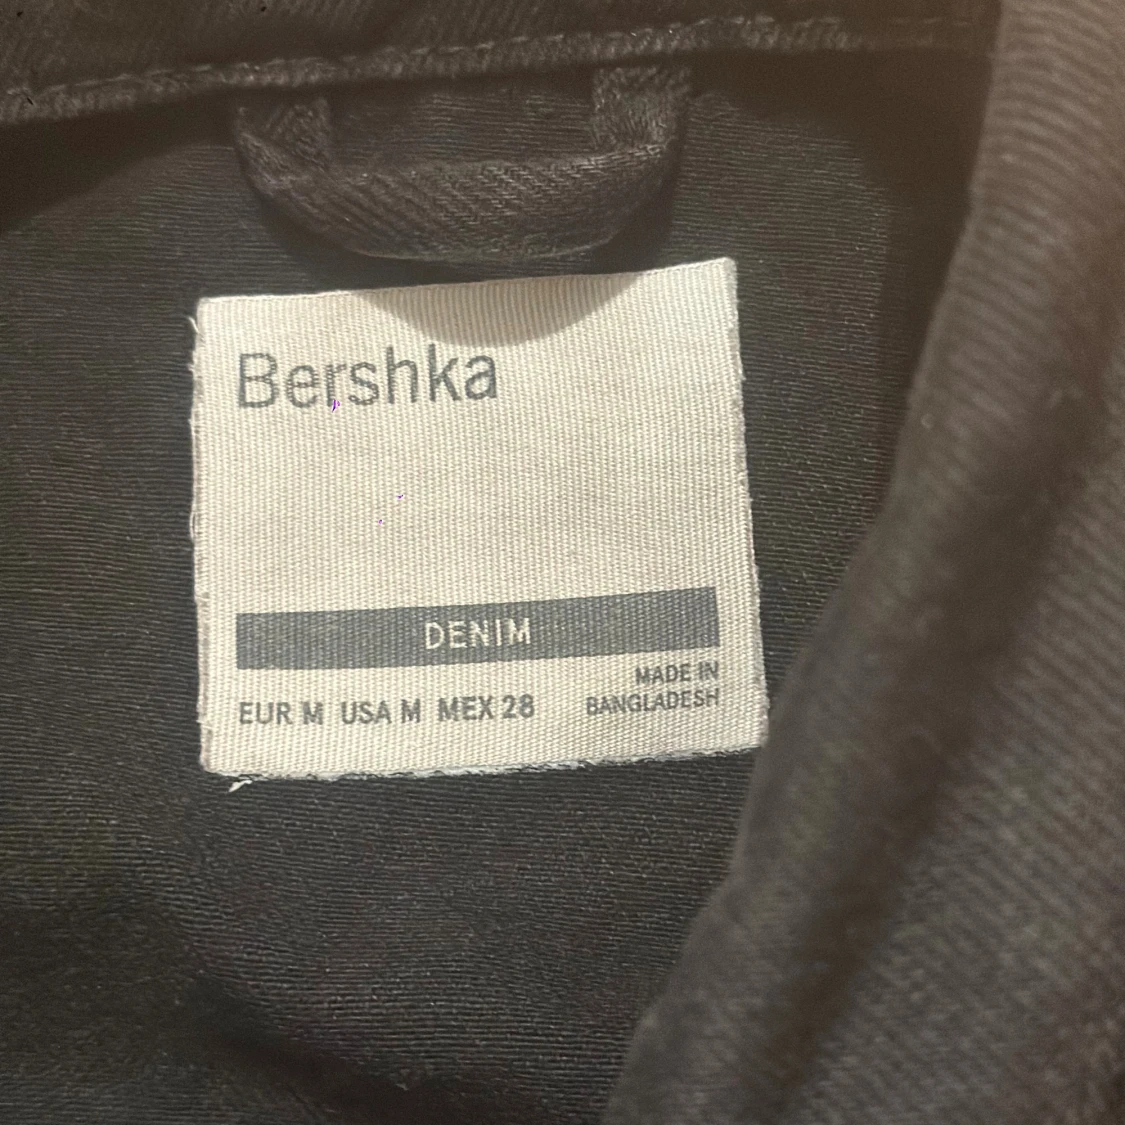 Bershka
DENIM
EUR M USA M MEX 28
MADE IN
BANGLADESH